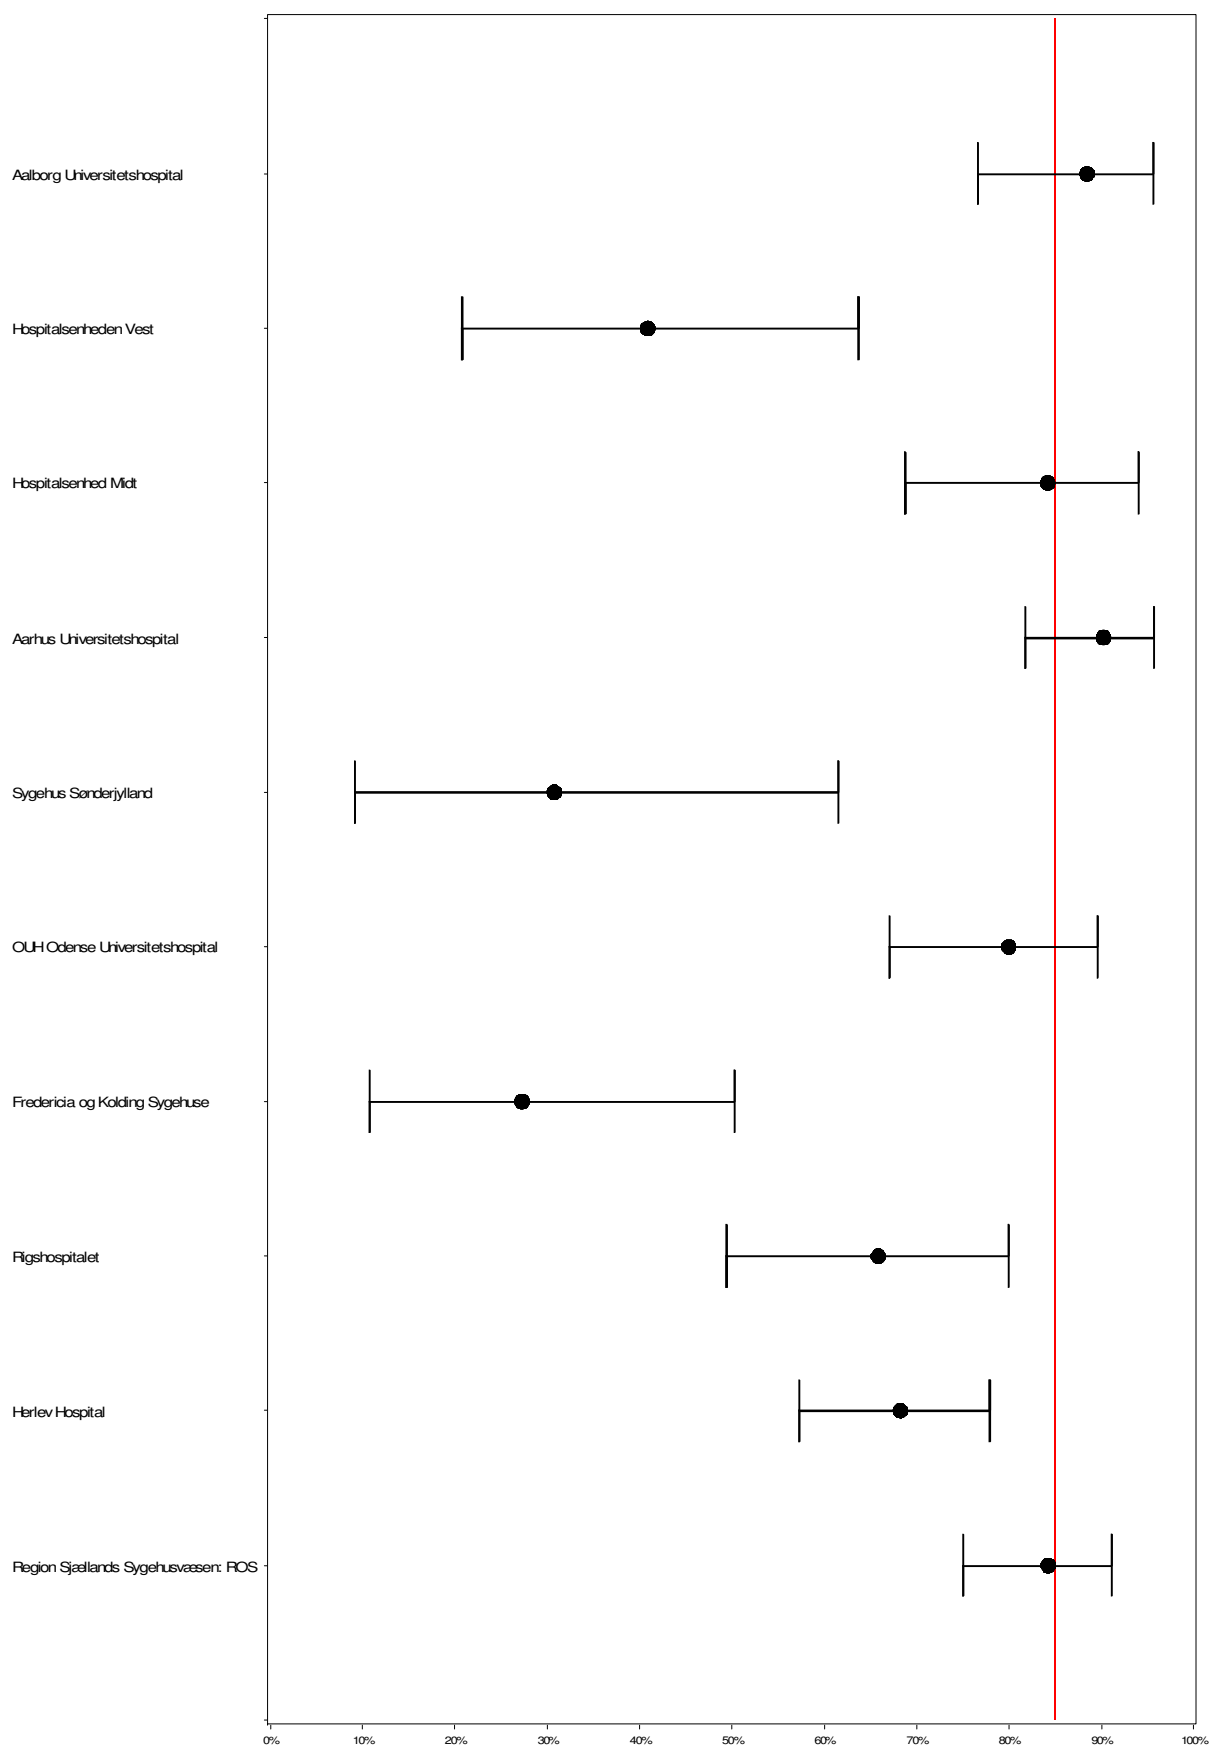 Aalborg Universitetshospital
Hospitalsenheden Vest
Hospitalsenhed Midt
Aarhus Universitetshospital
Sygehus Sønderjylland
OUH Odense Universitetshospital
Fredericia og Kolding Sygehuse
Rigshospitalet
Herlev Hospital
Region Sjællands Sygehusvæsen: ROS
0% 10% 20% 30% 40% 50% 60% 70% 80% 90% 100%